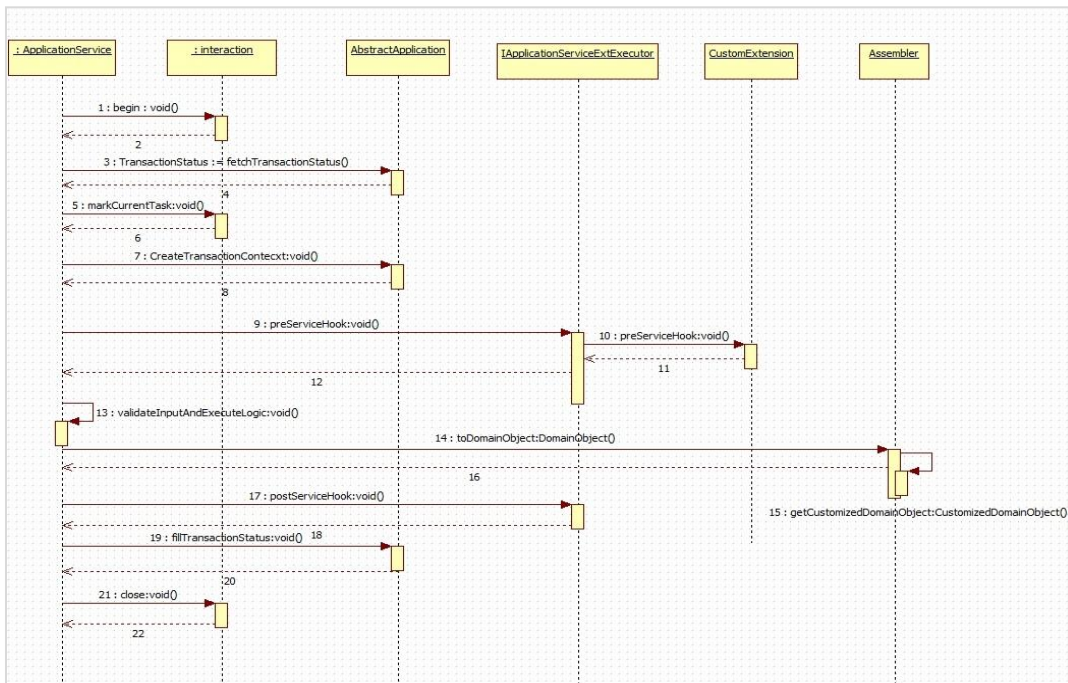 : ApplicationService
: interaction
AbstractApplication
IApplicationServiceExtExecutor
CustomExtension
Assembler
1 : begin : void()
2
3 : TransactionStatus := fetchTransactionStatus()
4
5 : markCurrentTask:void()
6
7 : CreateTransactionContecxt:void()
8
9 : preServiceHook:void()
10 : preServiceHook:void()
11
12
13 : validateInputAndExecuteLogic:void()
14 : toDomainObject:DomainObject()
16
17 : postServiceHook:void()
15 : getCustomizedDomainObject:CustomizedDomainObject()
18
19 : fillTransactionStatus:void()
20
21 : close:void()
22